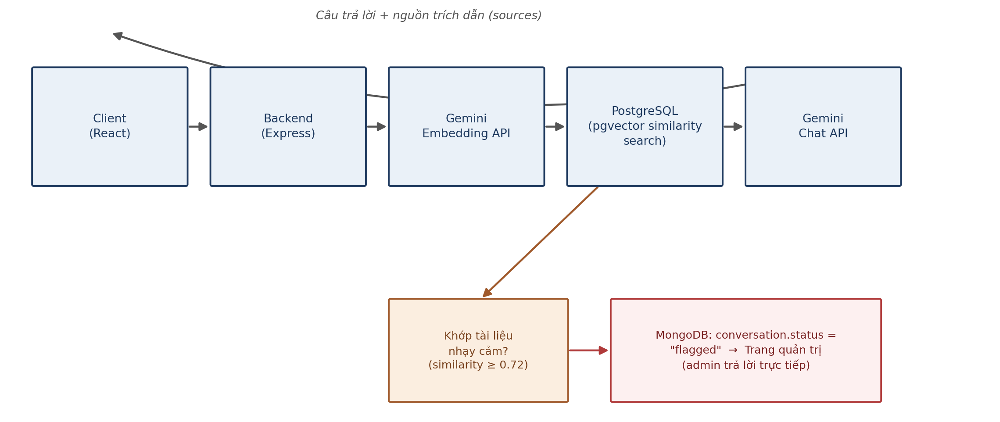 Câu trả lời + nguồn trích dẫn (sources)
Client
(React)
Backend
(Express)
Gemini
Embedding API
PostgreSQL
(pgvector similarity
search)
Gemini
Chat API
Khớp tài liệu
nhạy cảm?
(similarity ≥ 0.72)
MongoDB: conversation.status =
"flagged" → Trang quản trị
(admin trả lời trực tiếp)